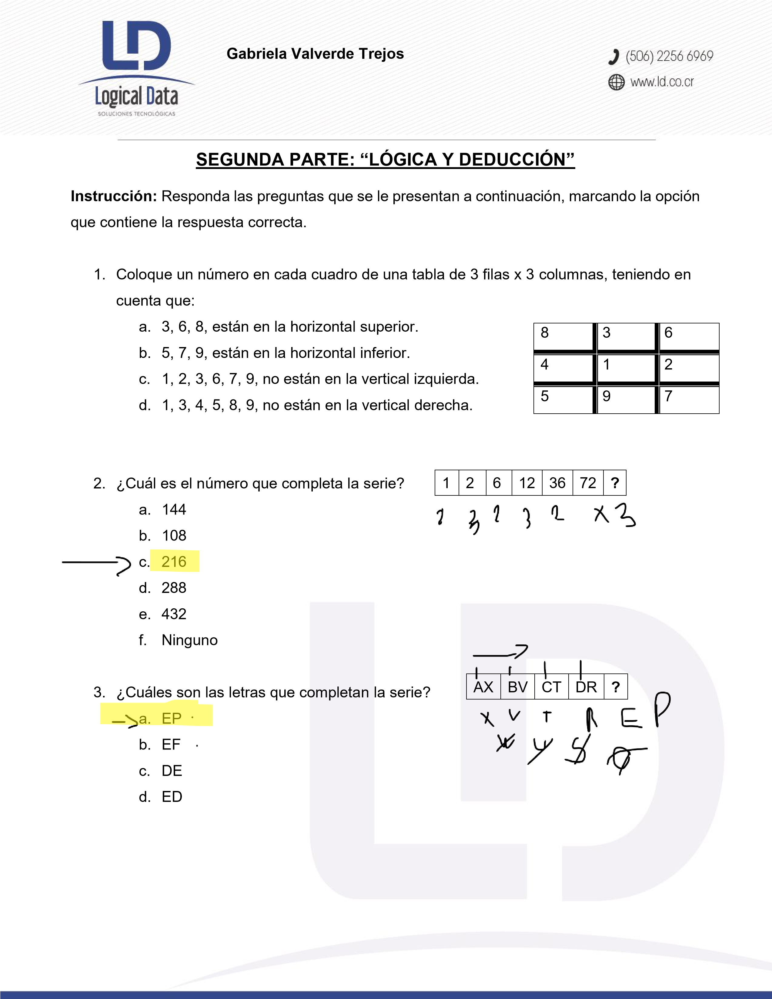 LD
Logical Data
SOLUCIONES TECNOLÓGICAS
Gabriela Valverde Trejos
(506) 2256 6969
www.ld.co.cr
SEGUNDA PARTE: “LÓGICA Y DEDUCCIÓN”
Instrucción: Responda las preguntas que se le presentan a continuación, marcando la opción
que contiene la respuesta correcta.
1. Coloque un número en cada cuadro de una tabla de 3 filas x 3 columnas, teniendo en
cuenta que:
a. 3, 6, 8, están en la horizontal superior.
b. 5, 7, 9, están en la horizontal inferior.
c. 1, 2, 3, 6, 7, 9, no están en la vertical izquierda.
d. 1, 3, 4, 5, 8, 9, no están en la vertical derecha.
8 3 6
4 1 2
5 9 7
2. ¿Cuál es el número que completa la serie?
1 2 6 12 36 72 ?
2 3 2 3 2 x 3
a. 144
b. 108
c. 216
d. 288
e. 432
f. Ninguno
3. ¿Cuáles son las letras que completan la serie?
AX BV CT DR ?
X V T R E P
a. EP
b. EF
c. DE
d. ED